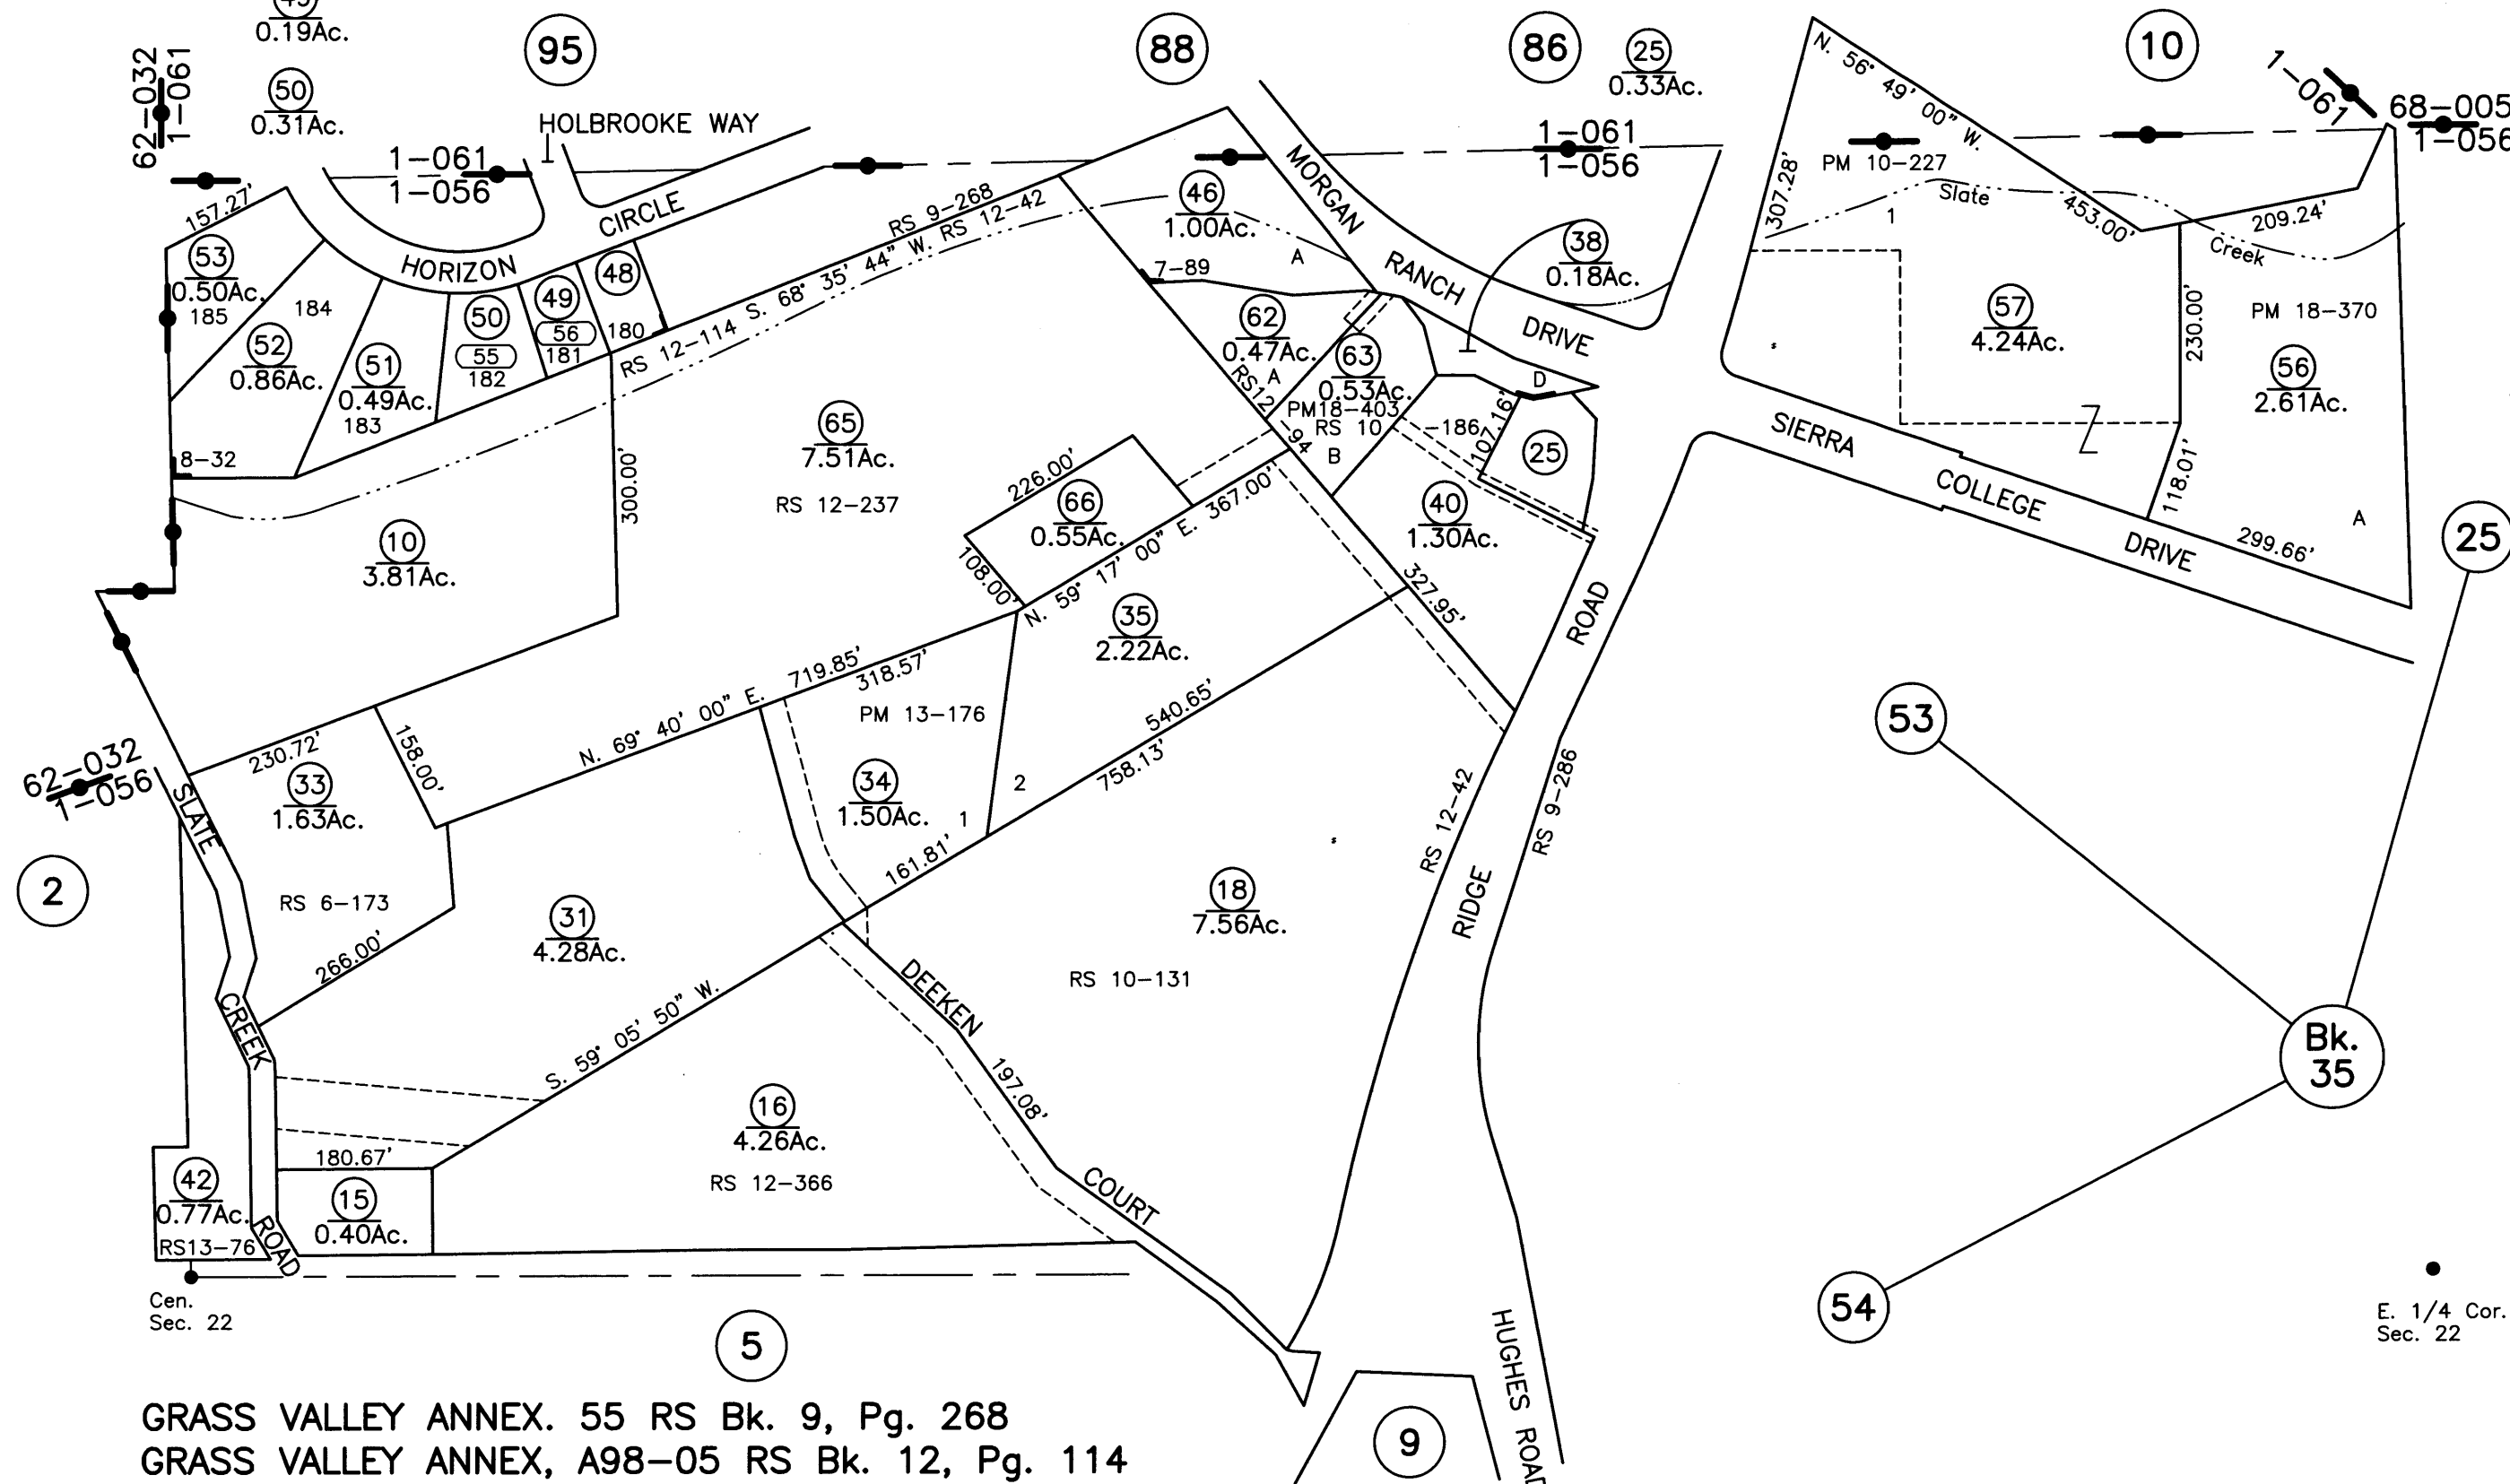 0.19Ac.
62-032
1-061
50
0.31Ac.
95
HOLBROOKE WAY
1-061
1-056
88
86
25
0.33Ac.
1-061
1-056
10
N. 56° 49' 00" W.
1-061
68-005
1-056
157.27'
53
0.50Ac.
185
184
52
0.86Ac.
51
0.49Ac.
183
HORIZON
CIRCLE
50
55
182
49
56
181
48
180
RS 9-268
RS 12-114 S. 68° 35' 44" W. RS 12-42
46
1.00Ac.
A
7-89
MORGAN
RANCH
DRIVE
38
0.18Ac.
307.28'
PM 10-227
1
Slate
Creek
453.00'
209.24'
57
4.24Ac.
230.00'
PM 18-370
56
2.61Ac.
62
0.47Ac.
A
63
0.53Ac.
PM18-403
RS 10
-186
B
RS12
-94
D
107.16'
25
SIERRA
COLLEGE
DRIVE
118.01'
A
299.66'
25
8-32
10
3.81Ac.
300.00'
65
7.51Ac.
RS 12-237
226.00'
66
0.55Ac.
108.00'
N. 59° 17' 00" E. 367.00'
40
1.30Ac.
327.95'
35
2.22Ac.
ROAD
719.85'
318.57'
N. 69° 40' 00" E.
PM 13-176
540.65'
758.13'
53
62-032
1-056
230.72'
158.00'
33
1.63Ac.
SLATE
34
1.50Ac.
1
2
161.81'
RS 12-42
RS 9-286
2
RS 6-173
266.00'
31
4.28Ac.
18
7.56Ac.
RS 10-131
RIDGE
DEEKEN
CREEK
S. 59° 05' 50" W.
197.08'
Bk.
35
16
4.26Ac.
RS 12-366
180.67'
42
0.77Ac.
RS13-76
ROAD
15
0.40Ac.
COURT
Cen.
Sec. 22
54
E. 1/4 Cor.
Sec. 22
5
HUGHES ROAD
9
GRASS VALLEY ANNEX. 55 RS Bk. 9, Pg. 268
GRASS VALLEY ANNEX, A98-05 RS Bk. 12, Pg. 114